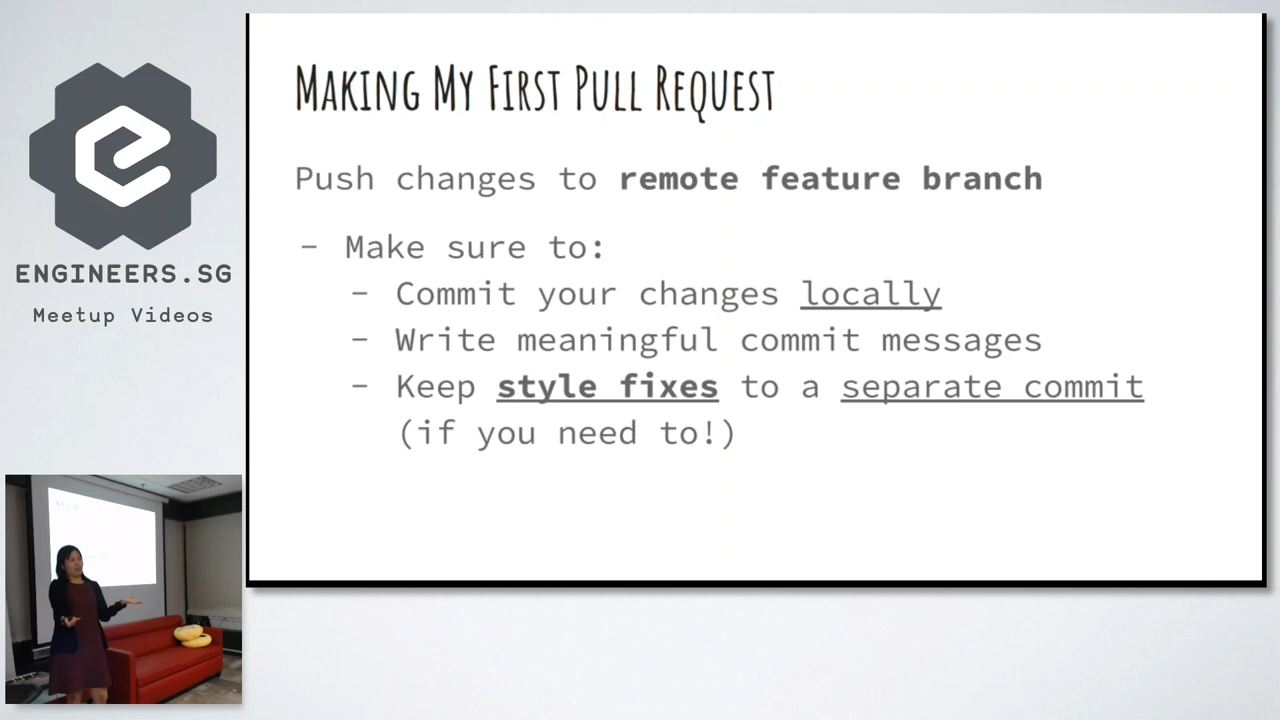 Making My First Pull Request
Push changes to remote feature branch
- Make sure to:
- Commit your changes locally
- Write meaningful commit messages
- Keep style fixes to a separate commit
(if you need to!)
ENGINEERS.SG
Meetup Videos